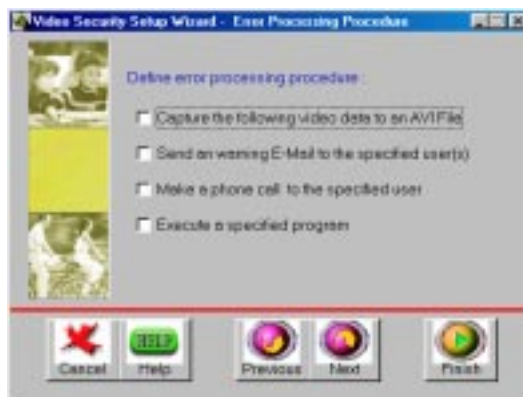 Video Security Setup Wizard - Error Processing Procedure
Define error processing procedure :
Capture the following video data to an AVI File
Send an warning E-Mail to the specified user(s)
Make a phone call to the specified user
Execute a specified program
HELP
Cancel
Help
Previous
Next
Finish